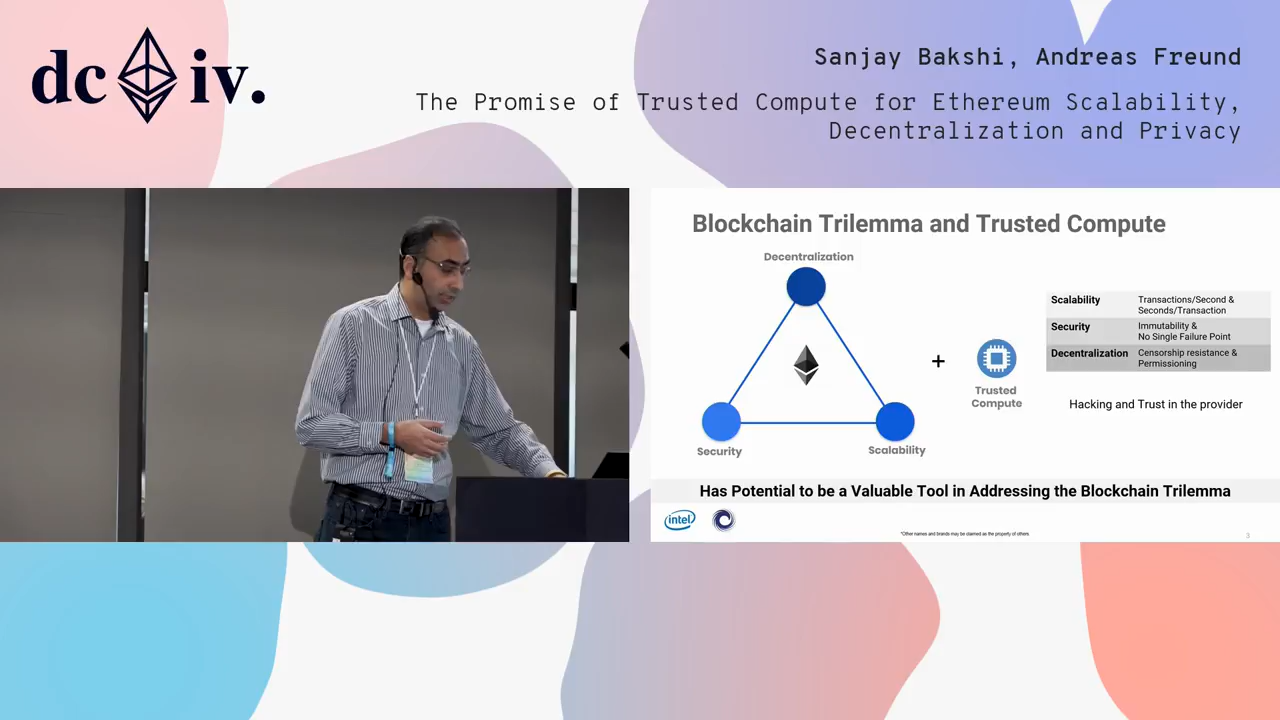 dc iv.
Sanjay Bakshi, Andreas Freund
The Promise of Trusted Compute for Ethereum Scalability,
Decentralization and Privacy
Blockchain Trilemma and Trusted Compute
Decentralization
Security
Scalability
+
Trusted
Compute
Scalability Transactions/Second &
Seconds/Transaction
Security Immutability &
No Single Failure Point
Decentralization Censorship resistance &
Permissioning
Hacking and Trust in the provider
Has Potential to be a Valuable Tool in Addressing the Blockchain Trilemma
intel
*Other names and brands may be claimed as the property of others.
3